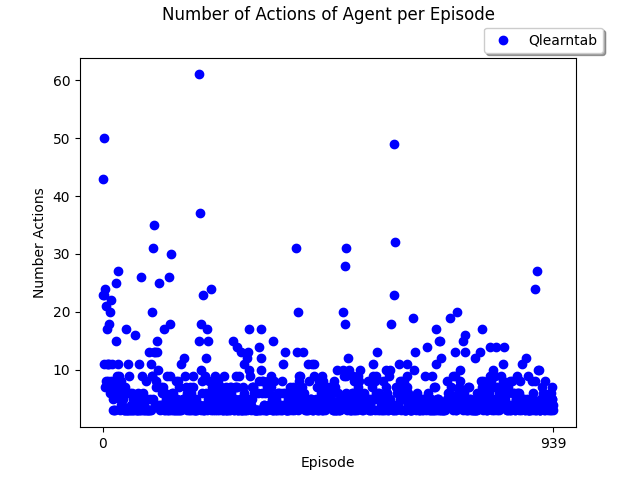 Number of Actions of Agent per Episode
Qlearntab
60
50
40
30
20
10
Number Actions
0
939
Episode